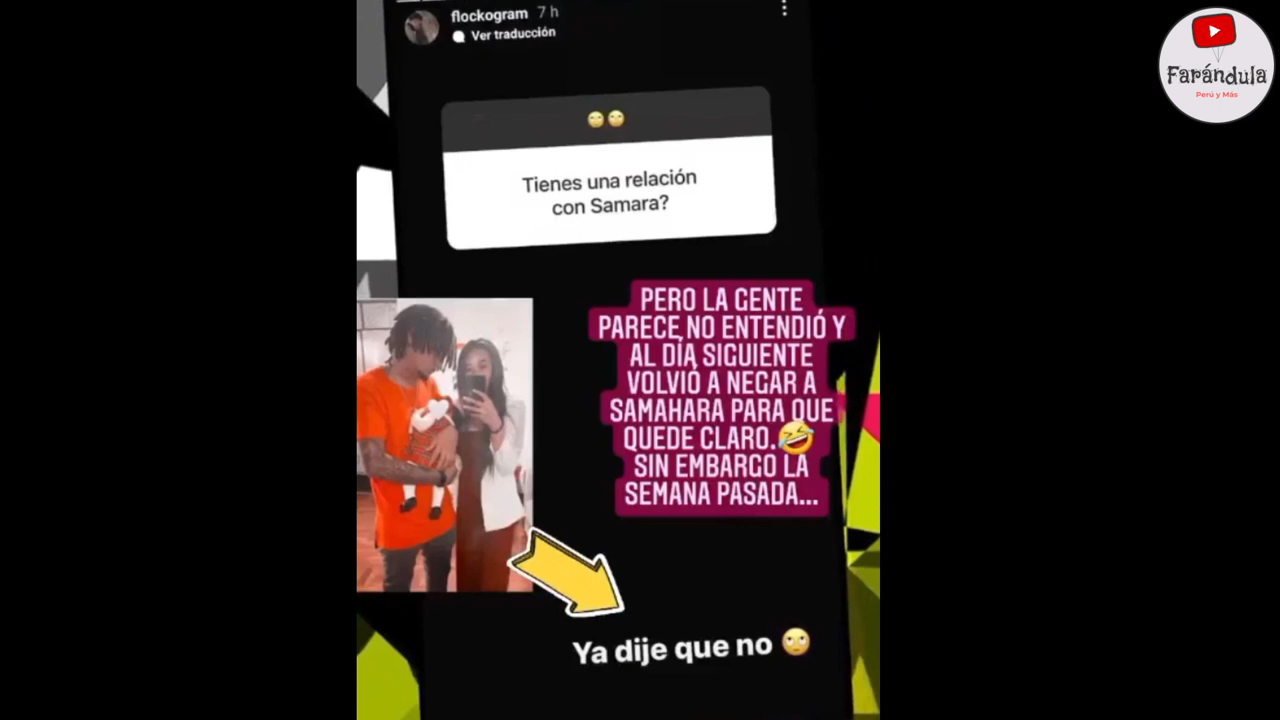 flockogram 7 h
Ver traducción
Farándula
Perú y Más
🙄🙄
Tienes una relación
con Samara?
PERO LA GENTE
PARECE NO ENTENDIÓ Y
AL DÍA SIGUIENTE
VOLVIÓ A NEGAR A
SAMAHARA PARA QUE
QUEDE CLARO.🤣
SIN EMBARGO LA
SEMANA PASADA...
Ya dije que no 🙄